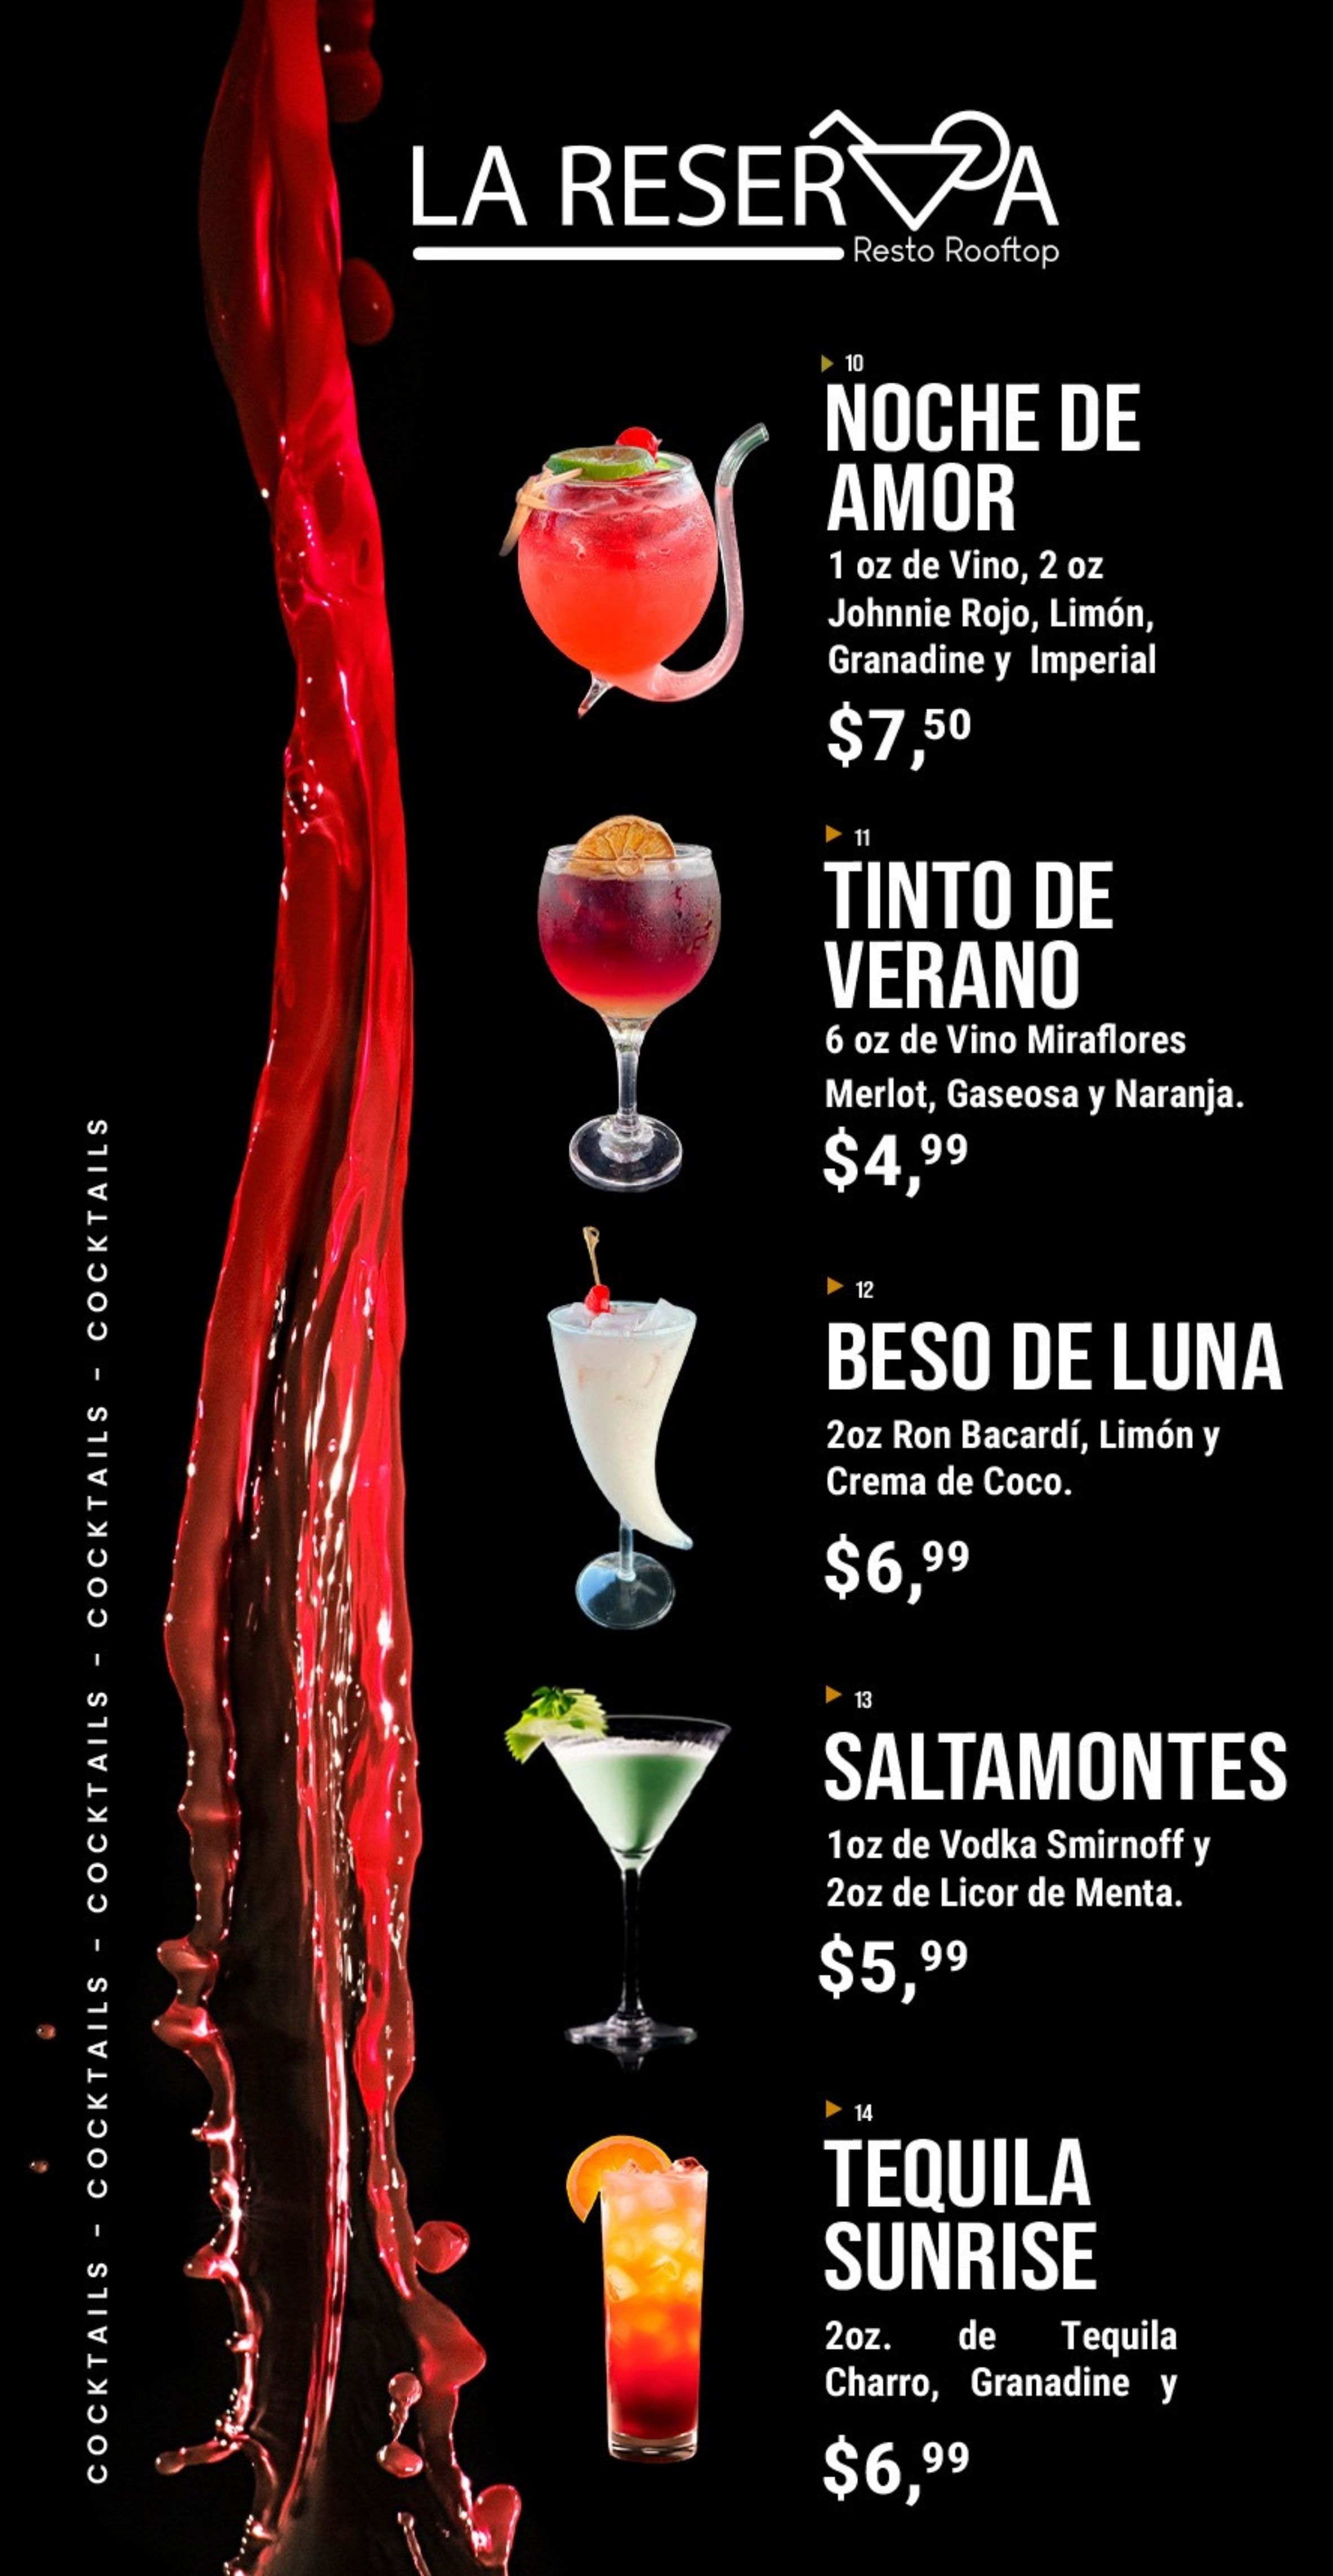 LA RESERVA
Resto Rooftop
10
NOCHE DE
AMOR
1 oz de Vino, 2 oz
Johnnie Rojo, Limón,
Granadine y Imperial
$7,50
11
TINTO DE
VERANO
6 oz de Vino Miraflores
Merlot, Gaseosa y Naranja.
$4,99
12
BESO DE LUNA
2oz Ron Bacardí, Limón y
Crema de Coco.
$6,99
13
SALTAMONTES
1oz de Vodka Smirnoff y
2oz de Licor de Menta.
$5,99
14
TEQUILA
SUNRISE
2oz. de Tequila
Charro, Granadine y
$6,99
COCKTAILS - COCKTAILS - COCKTAILS - COCKTAILS - COCKTAILS